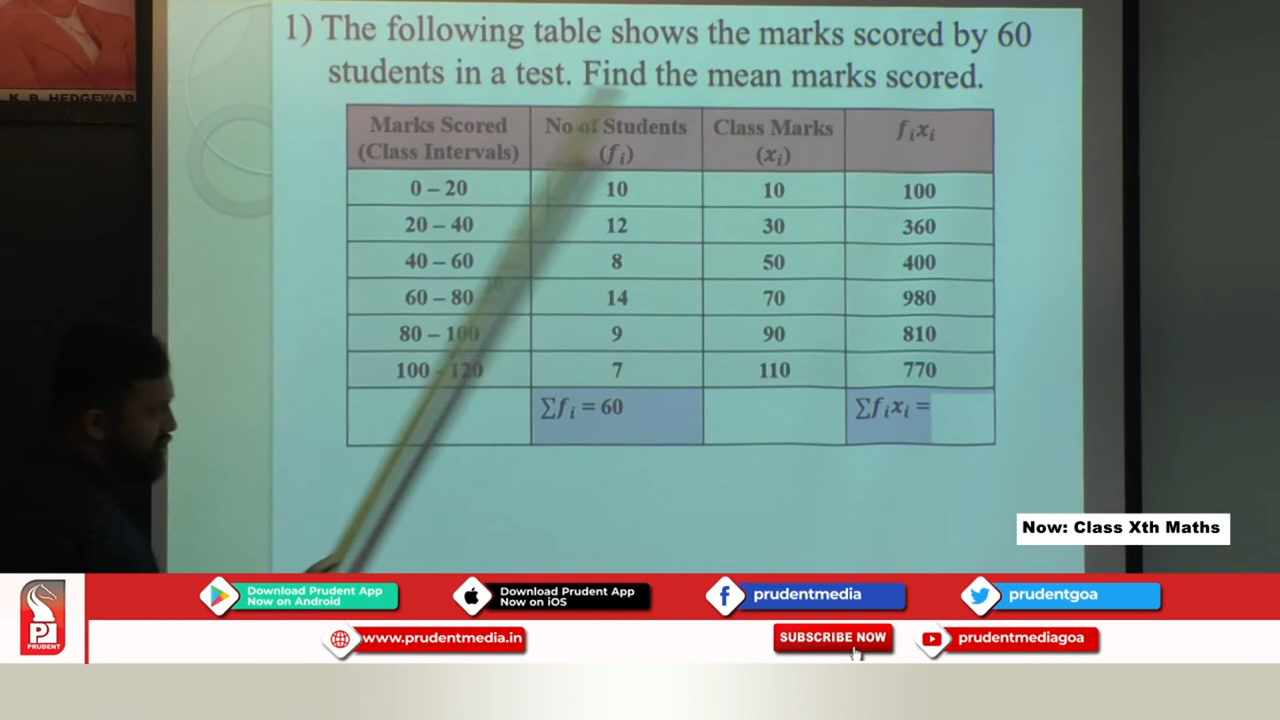 K. B. HEDGEWAR
1) The following table shows the marks scored by 60
students in a test. Find the mean marks scored.
Marks Scored (Class Intervals) No of Students (fᵢ) Class Marks (xᵢ) fᵢxᵢ
0 – 20 10 10 100
20 – 40 12 30 360
40 – 60 8 50 400
60 – 80 14 70 980
80 – 100 9 90 810
100 - 120 7 110 770
∑fᵢ = 60 ∑fᵢxᵢ =
Now: Class Xth Maths
Download Prudent App
Now on Android
Download Prudent App
Now on iOS
prudentmedia
prudentgoa
PRUDENT
www.prudentmedia.in
SUBSCRIBE NOW
prudentmediagoa